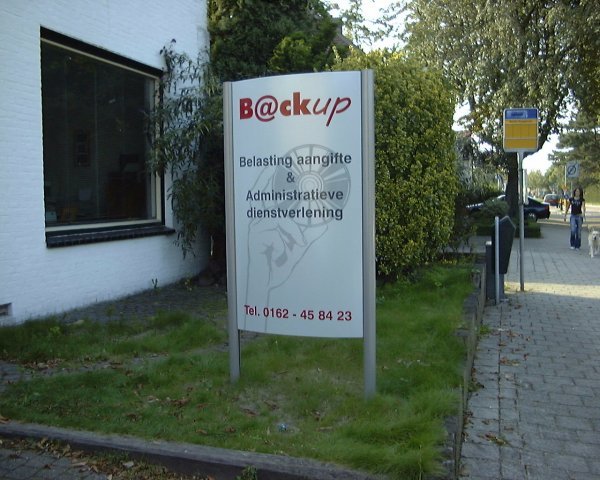 B@ckup
Belasting aangifte
&
Administratieve
dienstverlening
Tel. 0162 - 45 84 23